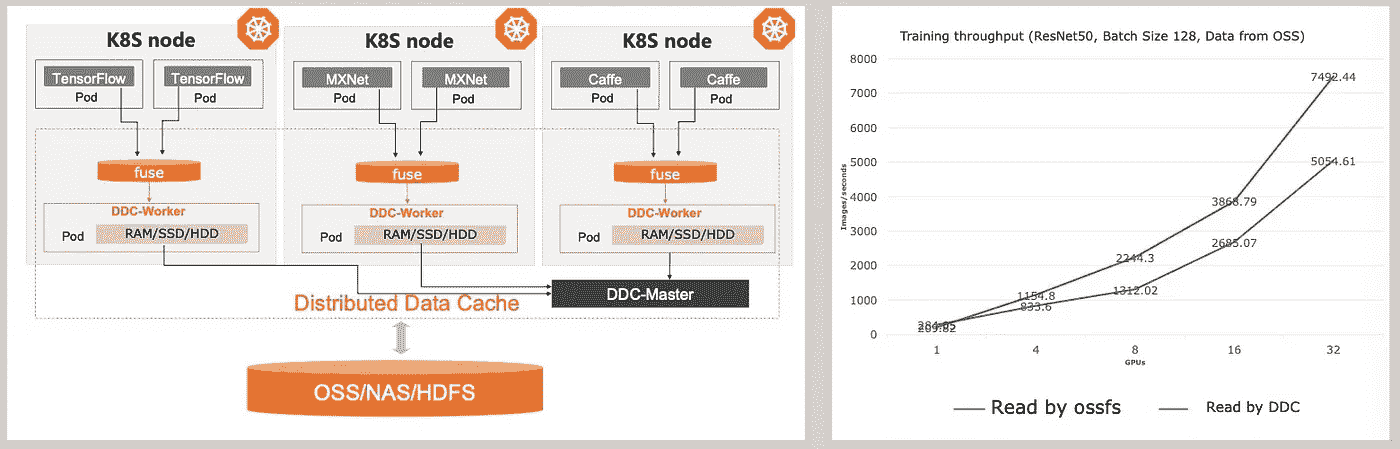 K8S node
K8S node
K8S node
TensorFlow
Pod
TensorFlow
Pod
MXNet
Pod
MXNet
Pod
Caffe
Pod
Caffe
Pod
fuse
fuse
fuse
DDC-Worker
Pod
RAM/SSD/HDD
DDC-Worker
Pod
RAM/SSD/HDD
DDC-Worker
Pod
RAM/SSD/HDD
Distributed Data Cache
DDC-Master
OSS/NAS/HDFS
Training throughput (ResNet50, Batch Size 128, Data from OSS)
Images/seconds
8000
7000
6000
5000
4000
3000
2000
1000
0
7492.44
5054.61
3868.79
2685.07
2244.3
1312.02
1154.8
833.6
1
4
8
16
32
GPUs
Read by ossfs
Read by DDC